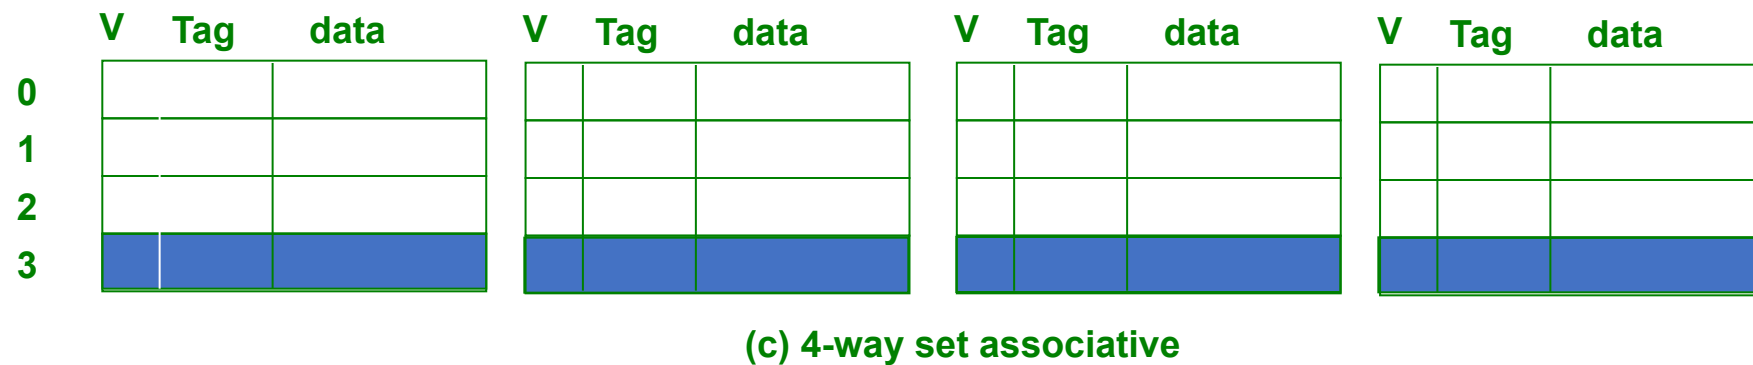 V Tag data V Tag data V Tag data V Tag data
0
1
2
3
(c) 4-way set associative